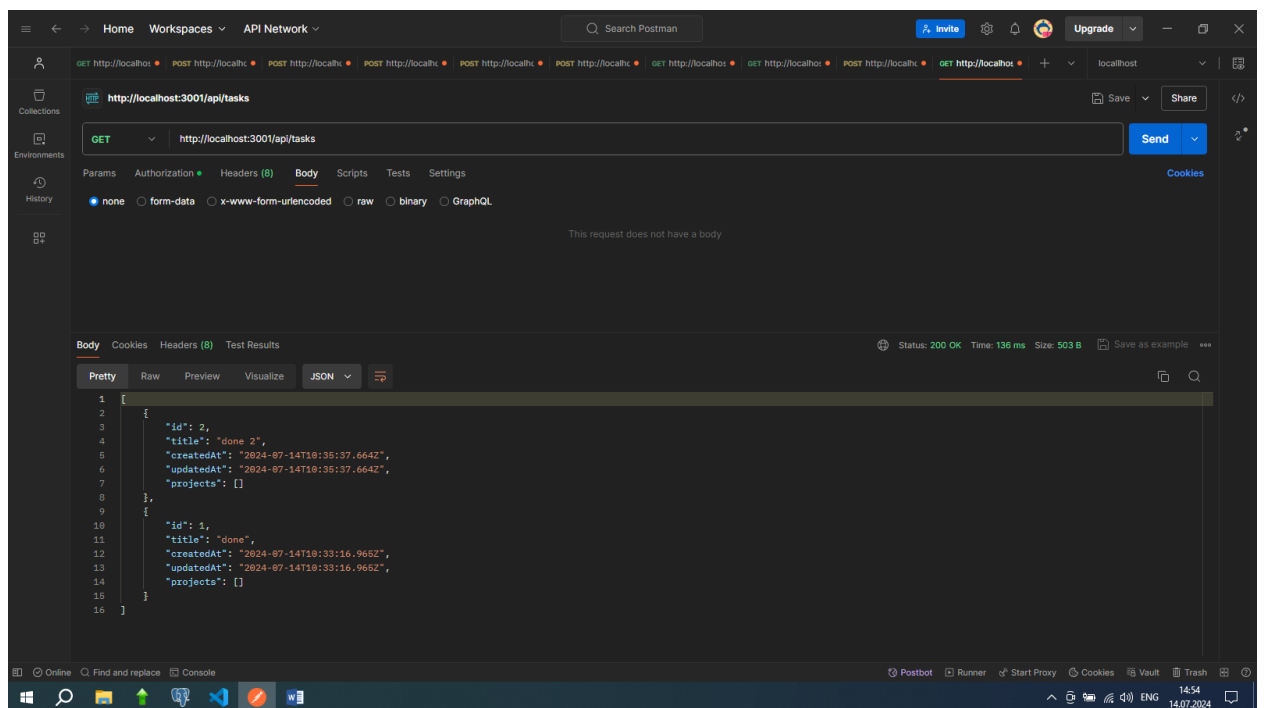 Home Workspaces API Network Search Postman Invite Upgrade
GET http://localhos POST http://localhc POST http://localhc POST http://localhc POST http://localhc POST http://localhc GET http://localhos GET http://localhos POST http://localhc GET http://localhos localhost
HTTP http://localhost:3001/api/tasks Save Share </>
Collections
GET http://localhost:3001/api/tasks Send
Environments
Params Authorization Headers (8) Body Scripts Tests Settings Cookies
History
none form-data x-www-form-urlencoded raw binary GraphQL
This request does not have a body
Body Cookies Headers (8) Test Results Status: 200 OK Time: 136 ms Size: 503 B Save as example
Pretty Raw Preview Visualize JSON
1 [
2 {
3 "id": 2,
4 "title": "done 2",
5 "createdAt": "2024-07-14T10:35:37.664Z",
6 "updatedAt": "2024-07-14T10:35:37.664Z",
7 "projects": []
8 },
9 {
10 "id": 1,
11 "title": "done",
12 "createdAt": "2024-07-14T10:33:16.965Z",
13 "updatedAt": "2024-07-14T10:33:16.965Z",
14 "projects": []
15 }
16 ]
Online Find and replace Console Postbot Runner Start Proxy Cookies Vault Trash
ENG 14:54
14.07.2024